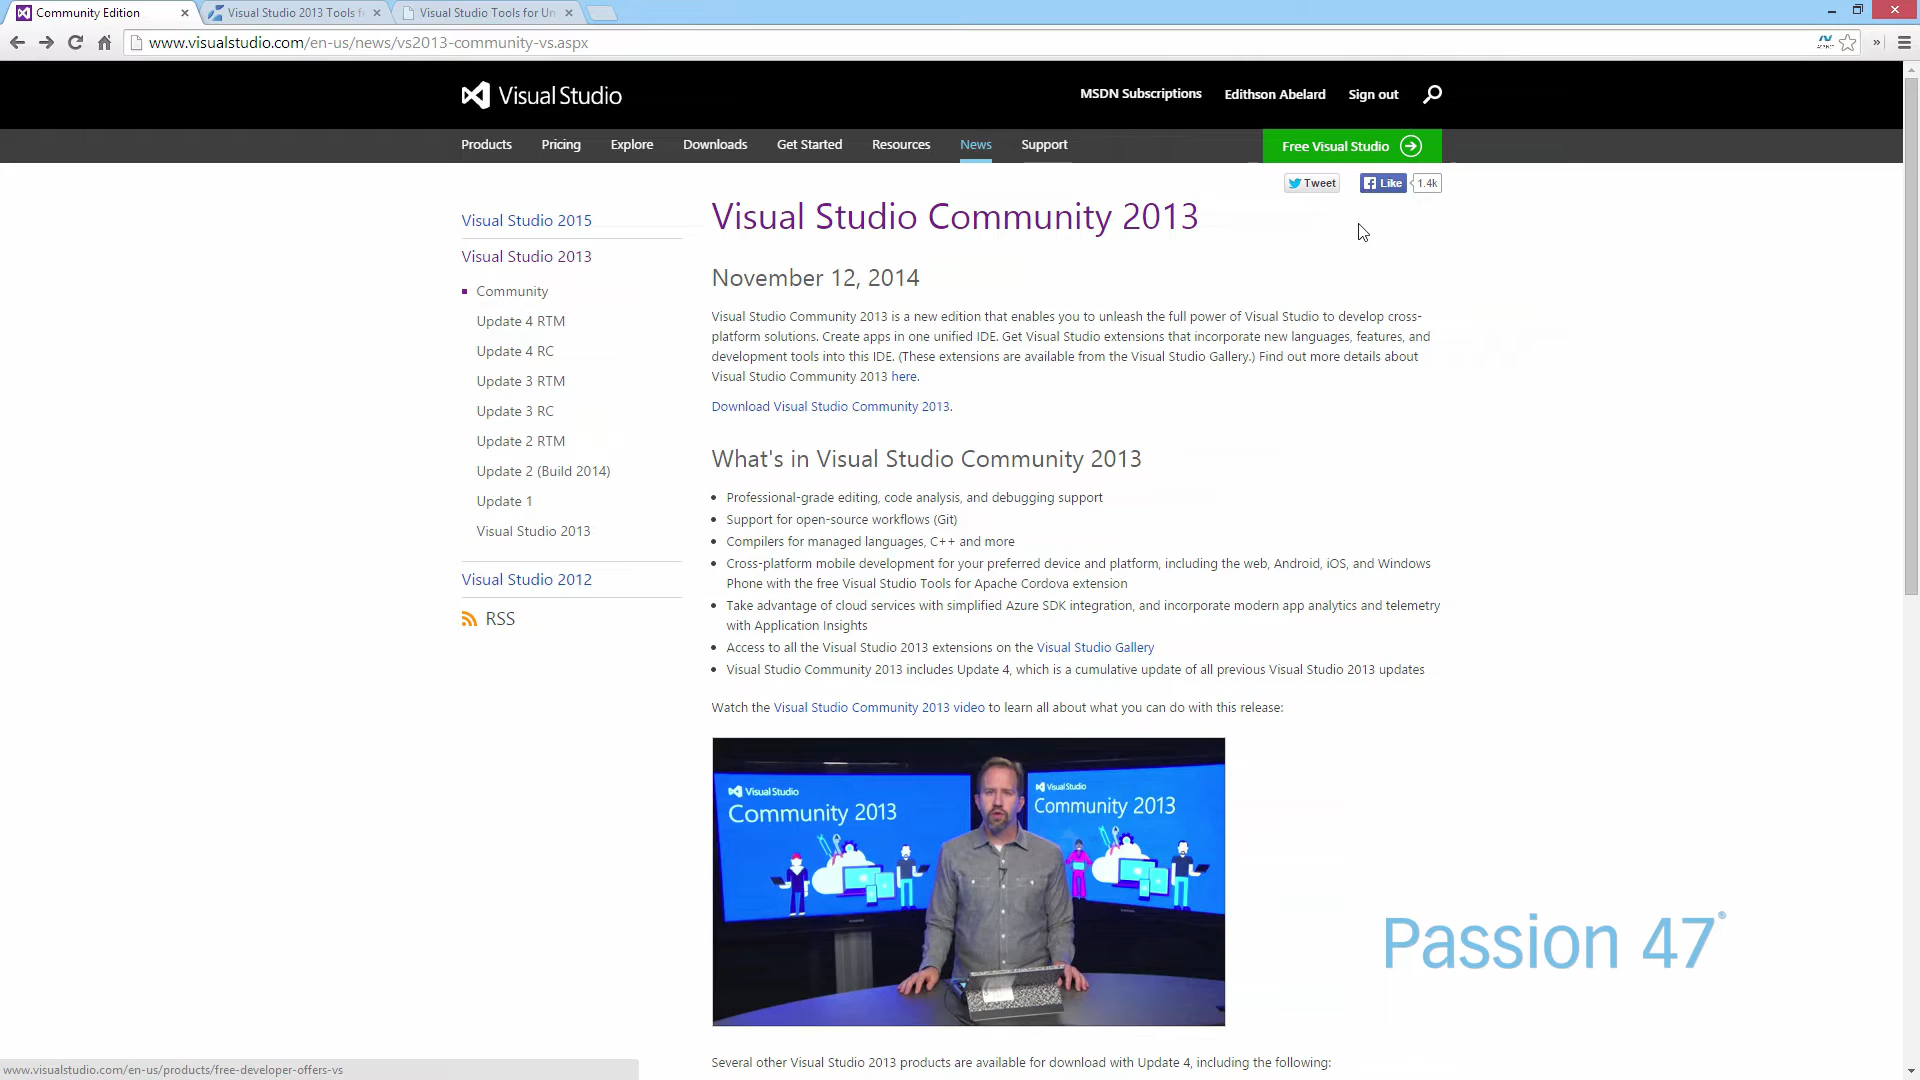 Community Edition
Visual Studio 2013 Tools f
Visual Studio Tools for Un
www.visualstudio.com/en-us/news/vs2013-community-vs.aspx
Visual Studio
MSDN Subscriptions Edithson Abelard Sign out
Products Pricing Explore Downloads Get Started Resources News Support
Free Visual Studio
Tweet Like 1.4k
Visual Studio 2015
Visual Studio 2013
Community
Update 4 RTM
Update 4 RC
Update 3 RTM
Update 3 RC
Update 2 RTM
Update 2 (Build 2014)
Update 1
Visual Studio 2013
Visual Studio 2012
RSS
Visual Studio Community 2013
November 12, 2014
Visual Studio Community 2013 is a new edition that enables you to unleash the full power of Visual Studio to develop cross-
platform solutions. Create apps in one unified IDE. Get Visual Studio extensions that incorporate new languages, features, and
development tools into this IDE. (These extensions are available from the Visual Studio Gallery.) Find out more details about
Visual Studio Community 2013 here.
Download Visual Studio Community 2013.
What's in Visual Studio Community 2013
Professional-grade editing, code analysis, and debugging support
Support for open-source workflows (Git)
Compilers for managed languages, C++ and more
Cross-platform mobile development for your preferred device and platform, including the web, Android, iOS, and Windows
Phone with the free Visual Studio Tools for Apache Cordova extension
Take advantage of cloud services with simplified Azure SDK integration, and incorporate modern app analytics and telemetry
with Application Insights
Access to all the Visual Studio 2013 extensions on the Visual Studio Gallery
Visual Studio Community 2013 includes Update 4, which is a cumulative update of all previous Visual Studio 2013 updates
Watch the Visual Studio Community 2013 video to learn all about what you can do with this release:
Visual Studio
Community 2013
Visual Studio
Community 2013
Passion 47®
Several other Visual Studio 2013 products are available for download with Update 4, including the following:
www.visualstudio.com/en-us/products/free-developer-offers-vs